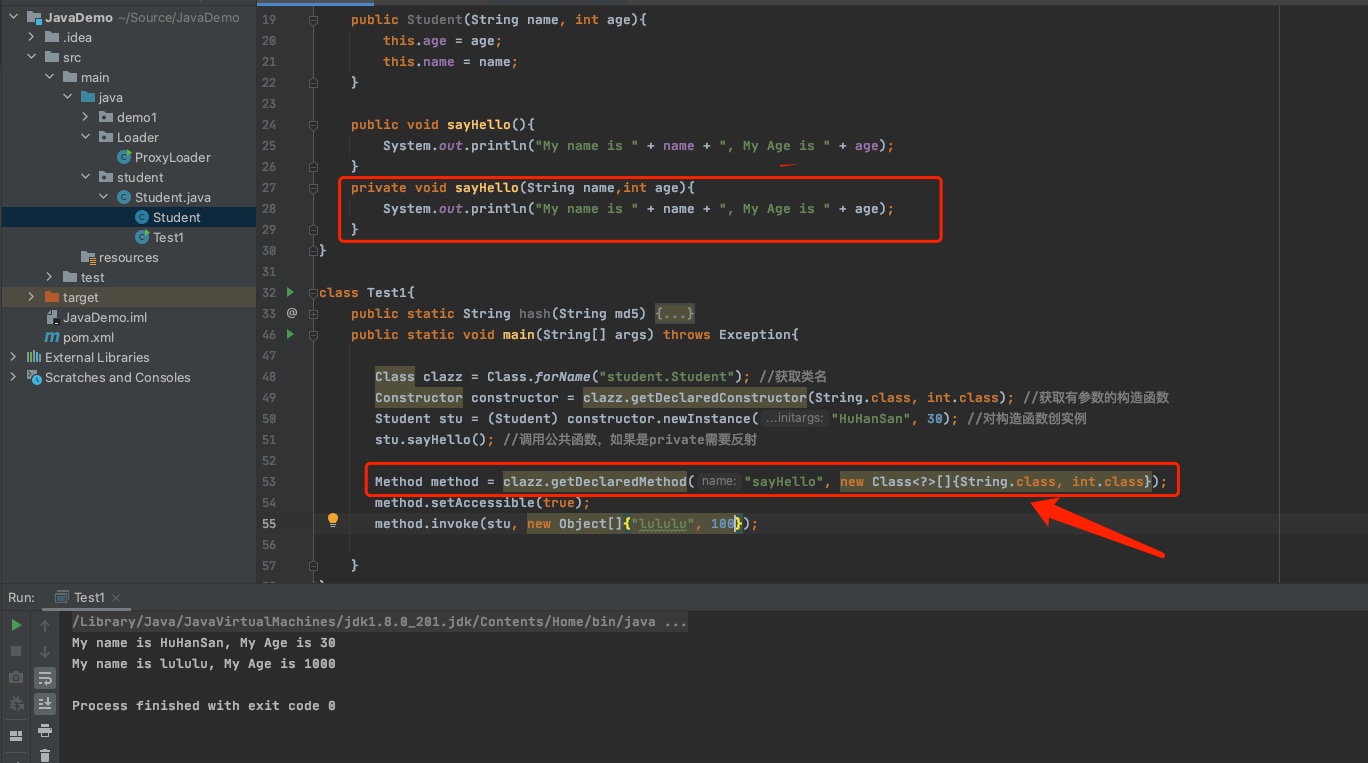 JavaDemo ~/Source/JavaDemo
.idea
src
main
java
demo1
Loader
ProxyLoader
student
Student.java
Student
Test1
resources
test
target
JavaDemo.iml
pom.xml
External Libraries
Scratches and Consoles
19 public Student(String name, int age){
20 this.age = age;
21 this.name = name;
22 }
23
24 public void sayHello(){
25 System.out.println("My name is " + name + ", My Age is " + age);
26 }
27 private void sayHello(String name,int age){
28 System.out.println("My name is " + name + ", My Age is " + age);
29 }
30 }
31
32 class Test1{
33 @ public static String hash(String md5) {...}
46 public static void main(String[] args) throws Exception{
47
48 Class clazz = Class.forName("student.Student"); //获取类名
49 Constructor constructor = clazz.getDeclaredConstructor(String.class, int.class); //获取有参数的构造函数
50 Student stu = (Student) constructor.newInstance( ...initargs: "HuHanSan", 30); //对构造函数创实例
51 stu.sayHello(); //调用公共函数，如果是private需要反射
52
53 Method method = clazz.getDeclaredMethod( name: "sayHello", new Class<?>[]{String.class, int.class});
54 method.setAccessible(true);
55 method.invoke(stu, new Object[]{"lululu", 100});
56
57 }
Run: Test1
/Library/Java/JavaVirtualMachines/jdk1.8.0_201.jdk/Contents/Home/bin/java ...
My name is HuHanSan, My Age is 30
My name is lululu, My Age is 1000
Process finished with exit code 0